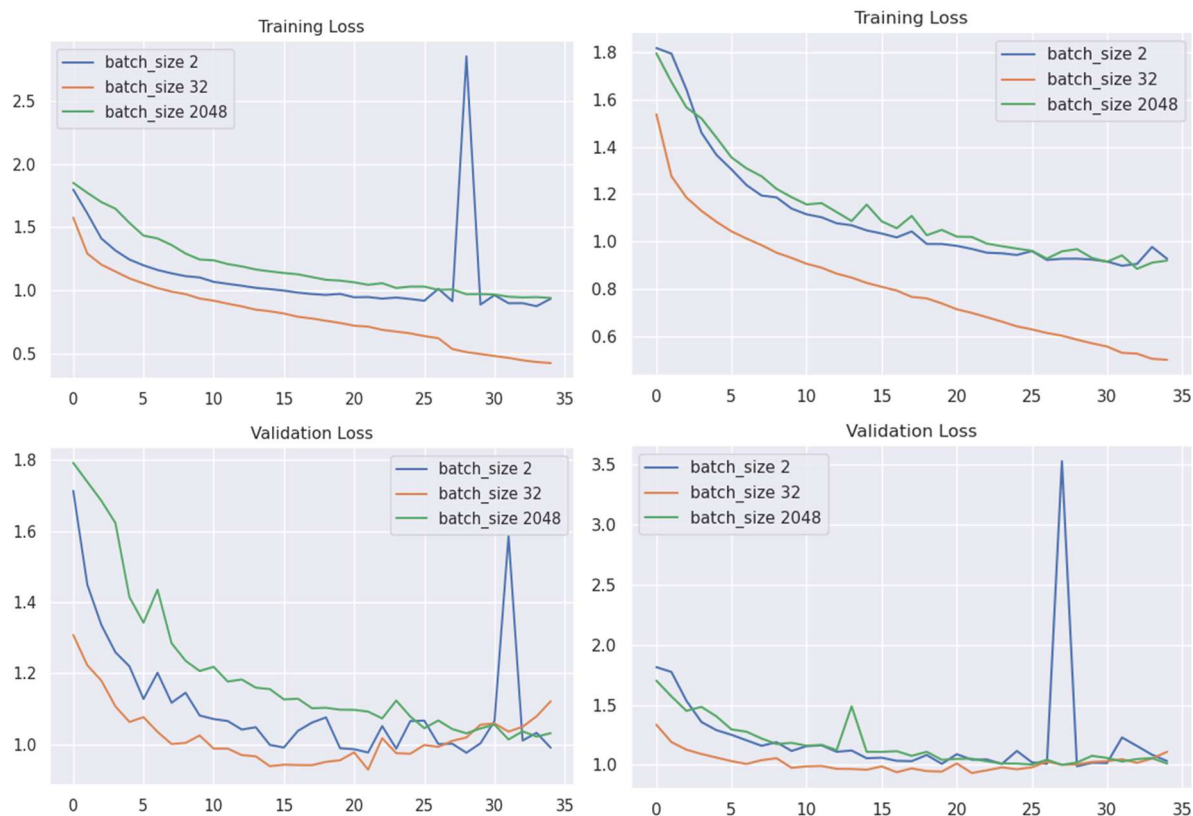 Training Loss
batch_size 2
batch_size 32
batch_size 2048
2.5
2.0
1.5
1.0
0.5
0 5 10 15 20 25 30 35
Training Loss
batch_size 2
batch_size 32
batch_size 2048
1.8
1.6
1.4
1.2
1.0
0.8
0.6
0 5 10 15 20 25 30 35
Validation Loss
batch_size 2
batch_size 32
batch_size 2048
1.8
1.6
1.4
1.2
1.0
0 5 10 15 20 25 30 35
Validation Loss
batch_size 2
batch_size 32
batch_size 2048
3.5
3.0
2.5
2.0
1.5
1.0
0 5 10 15 20 25 30 35